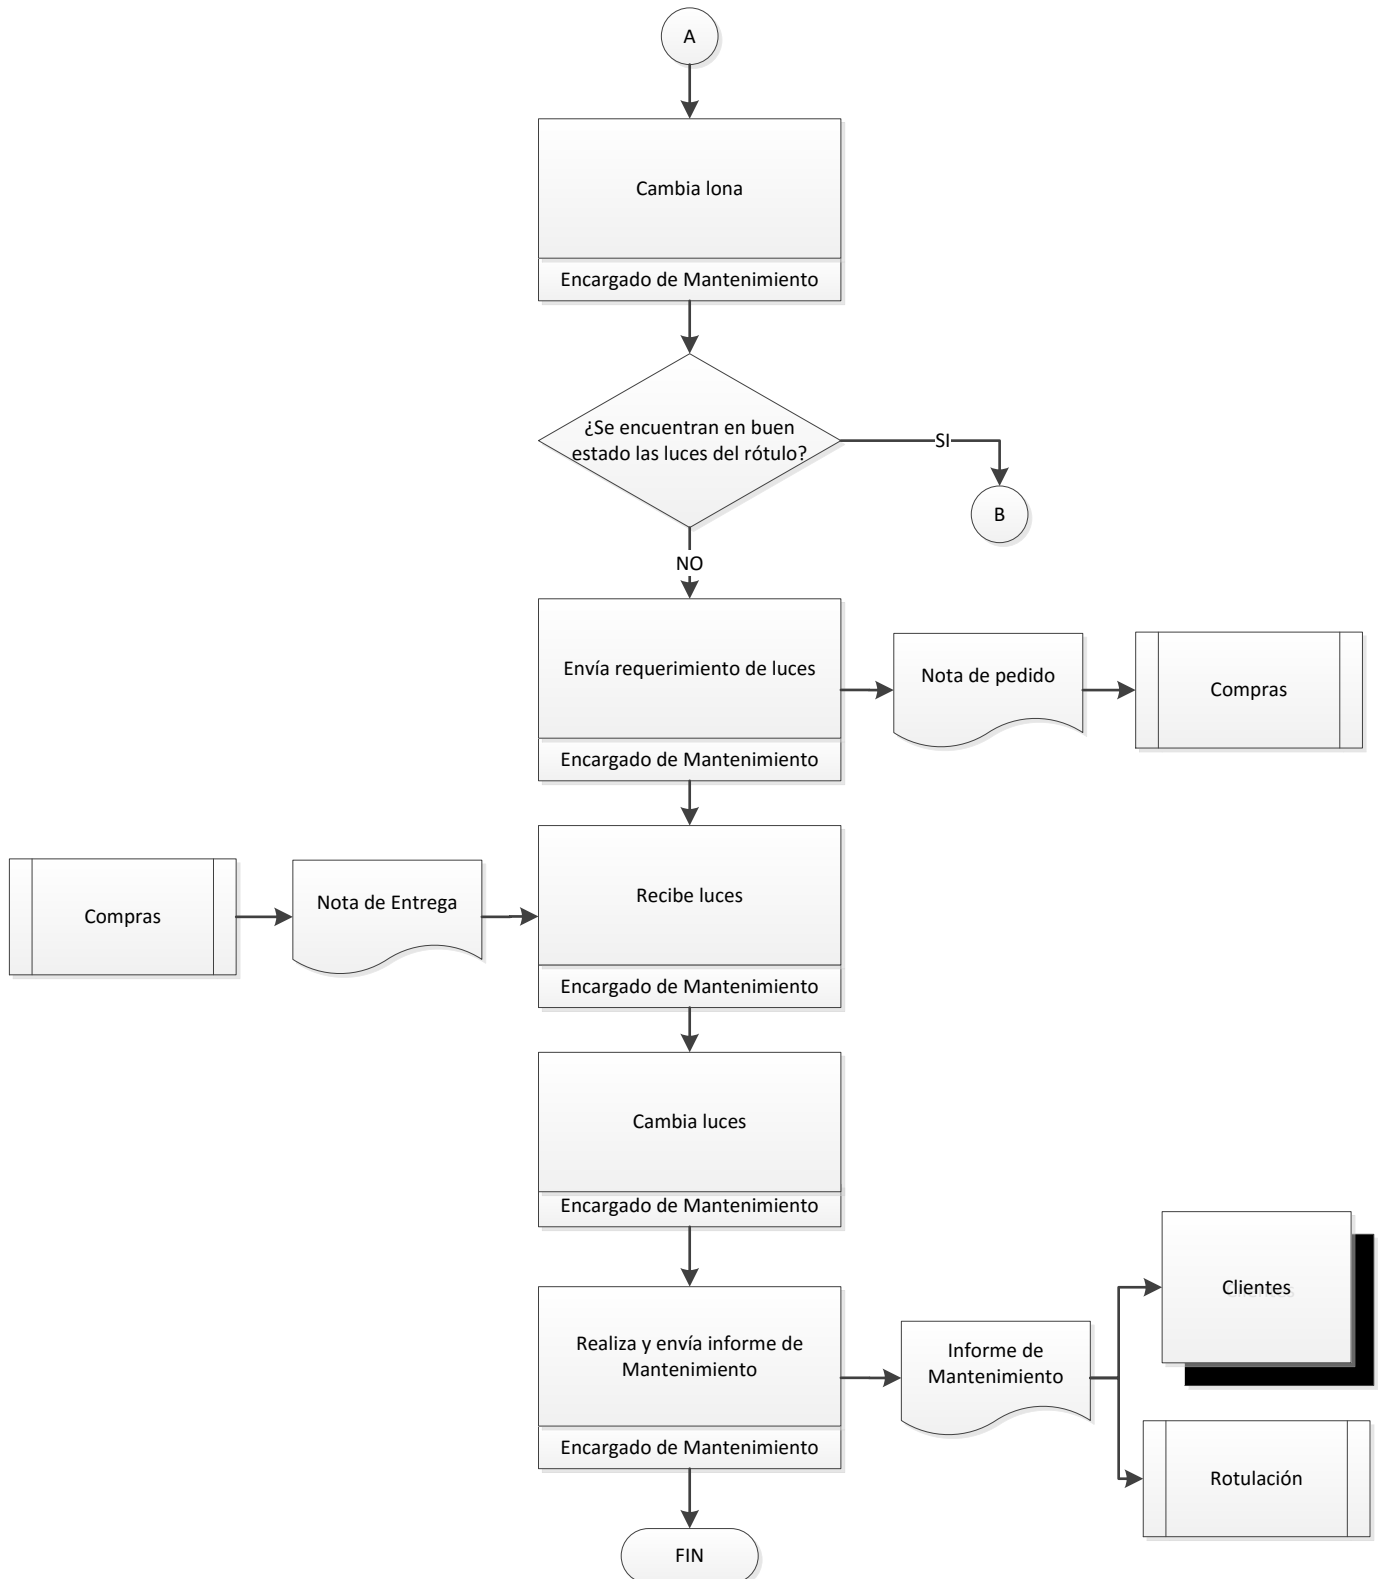 A
Cambia lona
Encargado de Mantenimiento
¿Se encuentran en buen
estado las luces del rótulo?
SI
B
NO
Envía requerimiento de luces
Encargado de Mantenimiento
Nota de pedido
Compras
Compras
Nota de Entrega
Recibe luces
Encargado de Mantenimiento
Cambia luces
Encargado de Mantenimiento
Realiza y envía informe de
Mantenimiento
Encargado de Mantenimiento
Informe de
Mantenimiento
Clientes
Rotulación
FIN